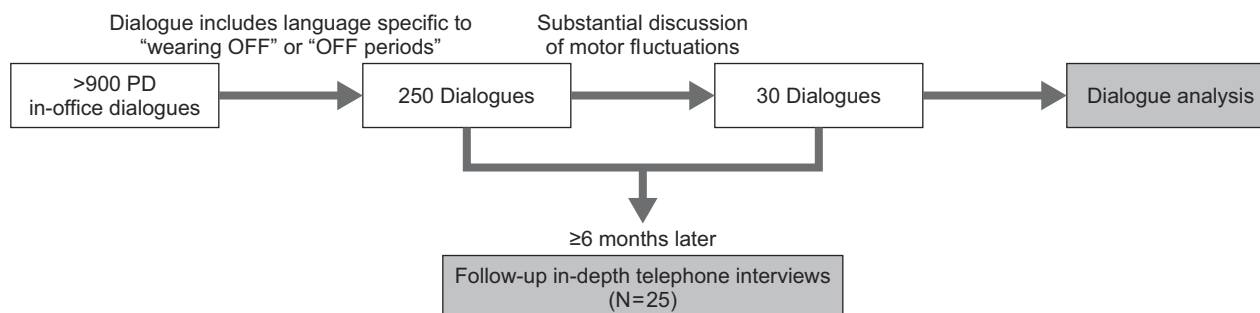 Dialogue includes language specific to
“wearing OFF” or “OFF periods”
Substantial discussion
of motor fluctuations
>900 PD
in-office dialogues
250 Dialogues
30 Dialogues
Dialogue analysis
≥6 months later
Follow-up in-depth telephone interviews
(N=25)